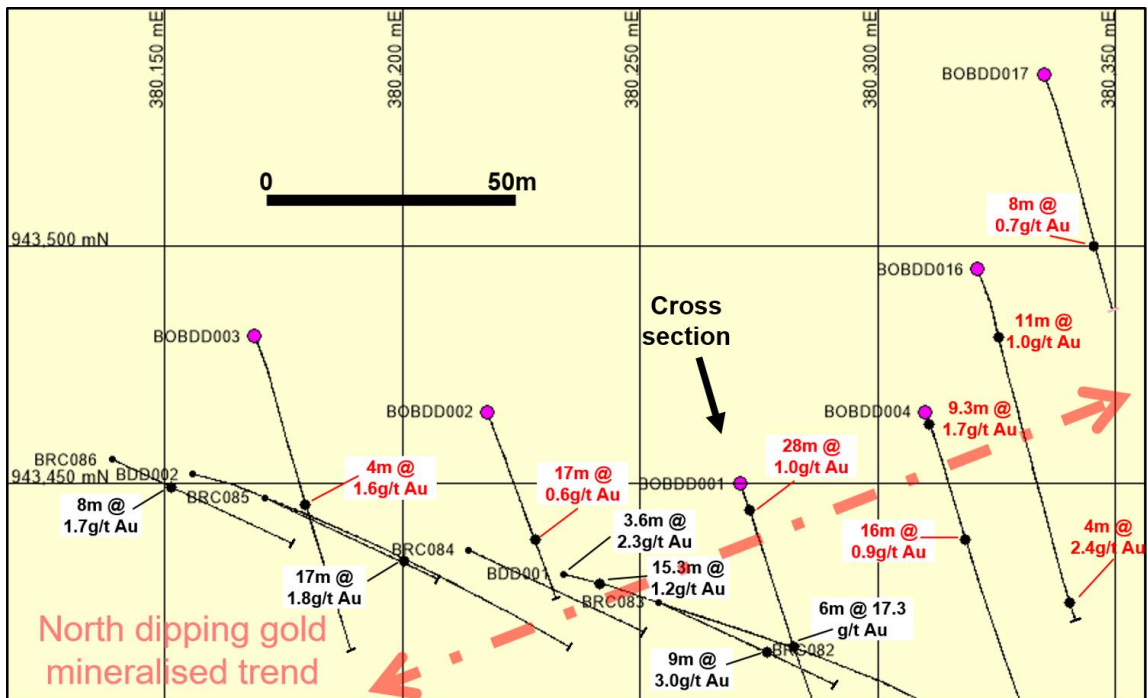 380,150 mE
380,200 mE
380,250 mE
380,300 mE
380,350 mE
BOBDD017
0
50m
8m @
0.7g/t Au
943,500 mN
BOBDD016
Cross
section
11m @
1.0g/t Au
BOBDD003
BOBDD002
BOBDD004
9.3m @
1.7g/t Au
28m @
1.0g/t Au
BRC086
BDD002
943,450 mN
4m @
1.6g/t Au
17m @
0.6g/t Au
BOBDD001
BRC085
8m @
1.7g/t Au
3.6m @
2.3g/t Au
16m @
0.9g/t Au
4m @
2.4g/t Au
BRC084
BDD001
15.3m @
1.2g/t Au
17m @
1.8g/t Au
BRC083
6m @ 17.3
g/t Au
North dipping gold
mineralised trend
9m @
3.0g/t Au
BRC082